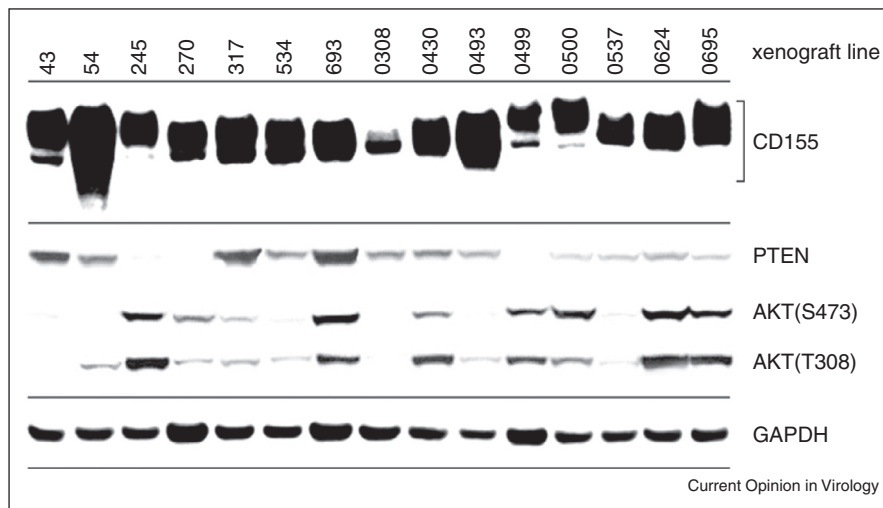 43 54 245 270 317 534 693 0308 0430 0493 0499 0500 0537 0624 0695 xenograft line
CD155
PTEN
AKT(S473)
AKT(T308)
GAPDH
Current Opinion in Virology